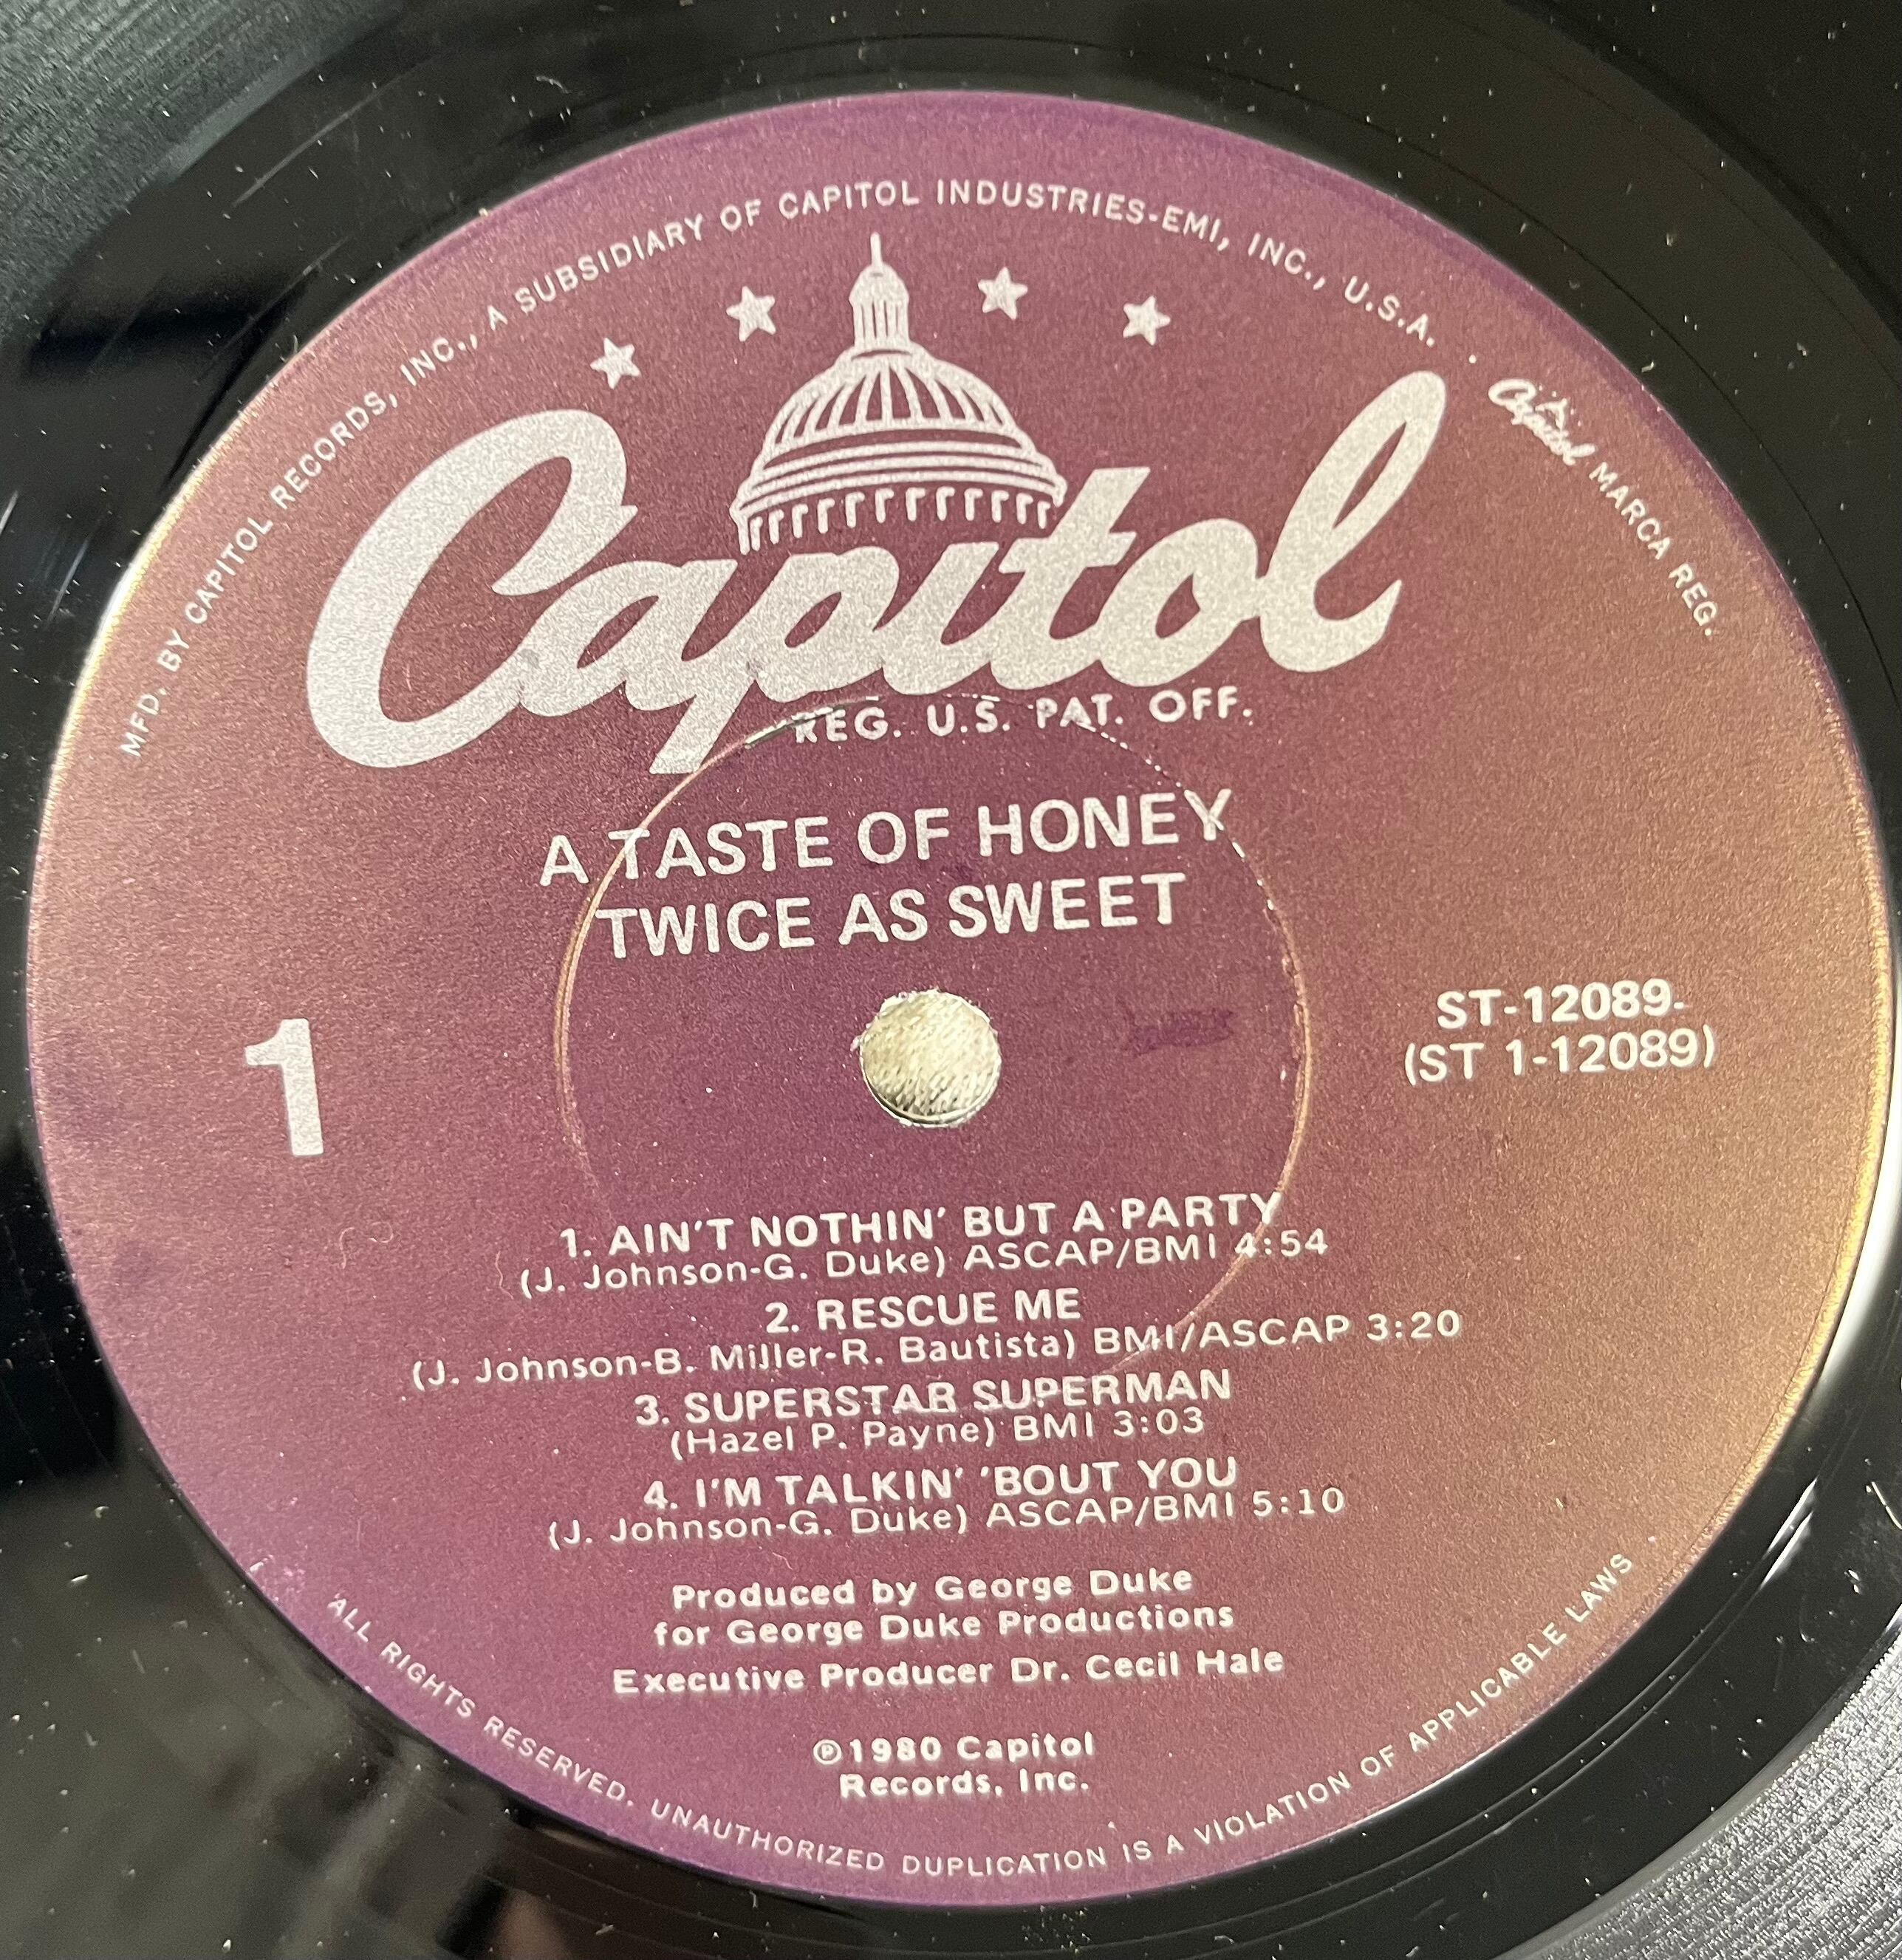 MFD. BY CAPITOL RECORDS, INC., A SUBSIDIARY OF CAPITOL INDUSTRIES-EMI, INC., U.S.A. · Capitol MARCA REG.
Capitol
REG. U.S. PAT. OFF.
A TASTE OF HONEY
TWICE AS SWEET
1
ST-12089-
(ST 1-12089)
1. AIN'T NOTHIN' BUT A PARTY
(J. Johnson-G. Duke) ASCAP/BMI 4:54
2. RESCUE ME
(J. Johnson-B. Miller-R. Bautista) BMI/ASCAP 3:20
3. SUPERSTAR SUPERMAN
(Hazel P. Payne) BMI 3:03
4. I'M TALKIN' 'BOUT YOU
(J. Johnson-G. Duke) ASCAP/BMI 5:10
Produced by George Duke
for George Duke Productions
Executive Producer Dr. Cecil Hale
℗1980 Capitol
Records, Inc.
ALL RIGHTS RESERVED. UNAUTHORIZED DUPLICATION IS A VIOLATION OF APPLICABLE LAWS